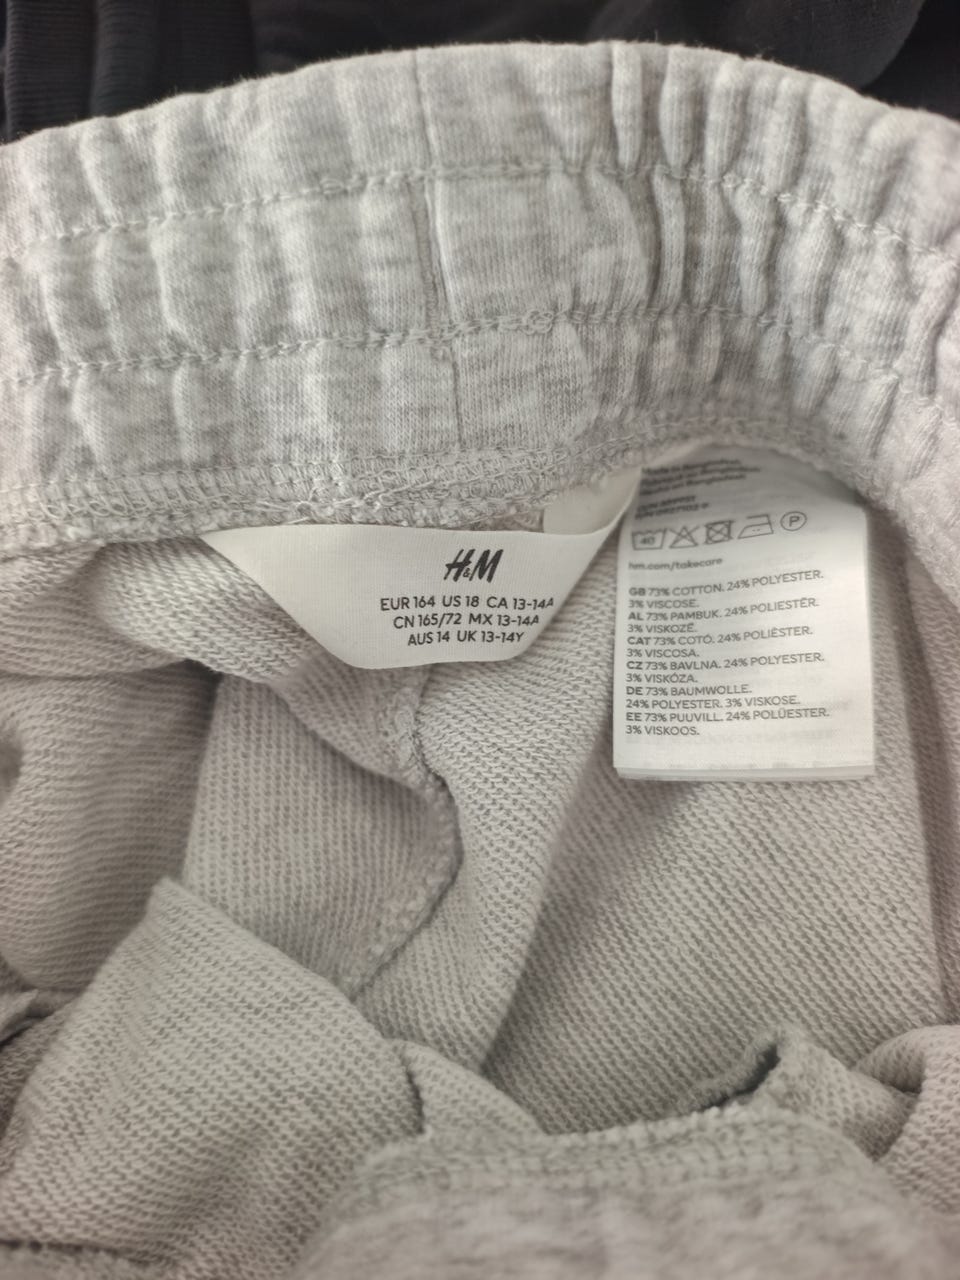 H&M
EUR 164 US 18 CA 13-14A
CN 165/72 MX 13-14A
AUS 14 UK 13-14Y
40
P
hm.com/takecare
GB 73% COTTON. 24% POLYESTER.
3% VISCOSE.
AL 73% PAMBUK. 24% POLIESTËR.
3% VISKOZË.
CAT 73% COTÓ. 24% POLIÈSTER.
3% VISCOSA.
CZ 73% BAVLNA. 24% POLYESTER.
3% VISKÓZA.
DE 73% BAUMWOLLE.
24% POLYESTER. 3% VISKOSE.
EE 73% PUUVILL. 24% POLÜESTER.
3% VISKOOS.